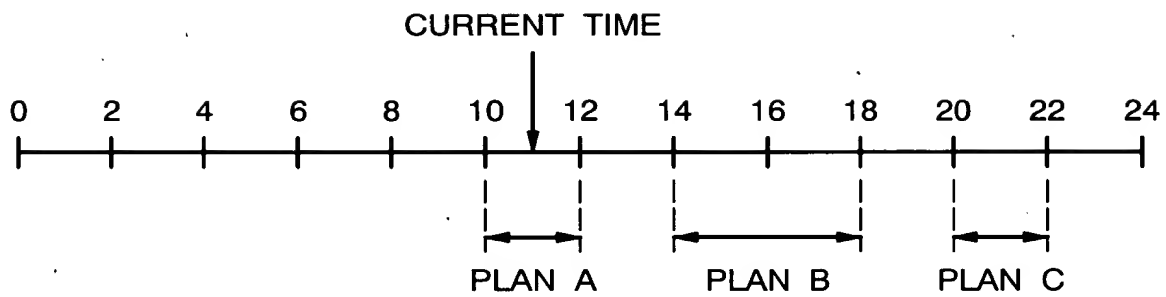 CURRENT TIME
0 2 4 6 8 10 12 14 16 18 20 22 24
PLAN A PLAN B PLAN C